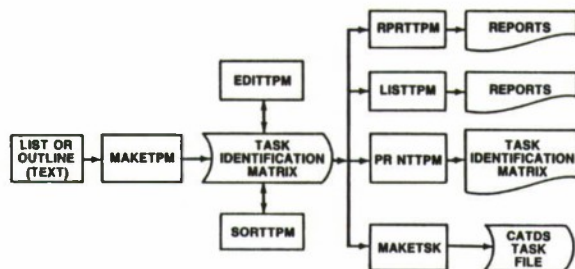 LIST OR
OUTLINE
(TEXT)
MAKETPM
EDITTPM
TASK
IDENTIFICATION
MATRIX
SORTTPM
RPRTTPM
REPORTS
LISTTPM
REPORTS
PR NTTPM
TASK
IDENTIFICATION
MATRIX
MAKETSK
CATDS
TASK
FILE